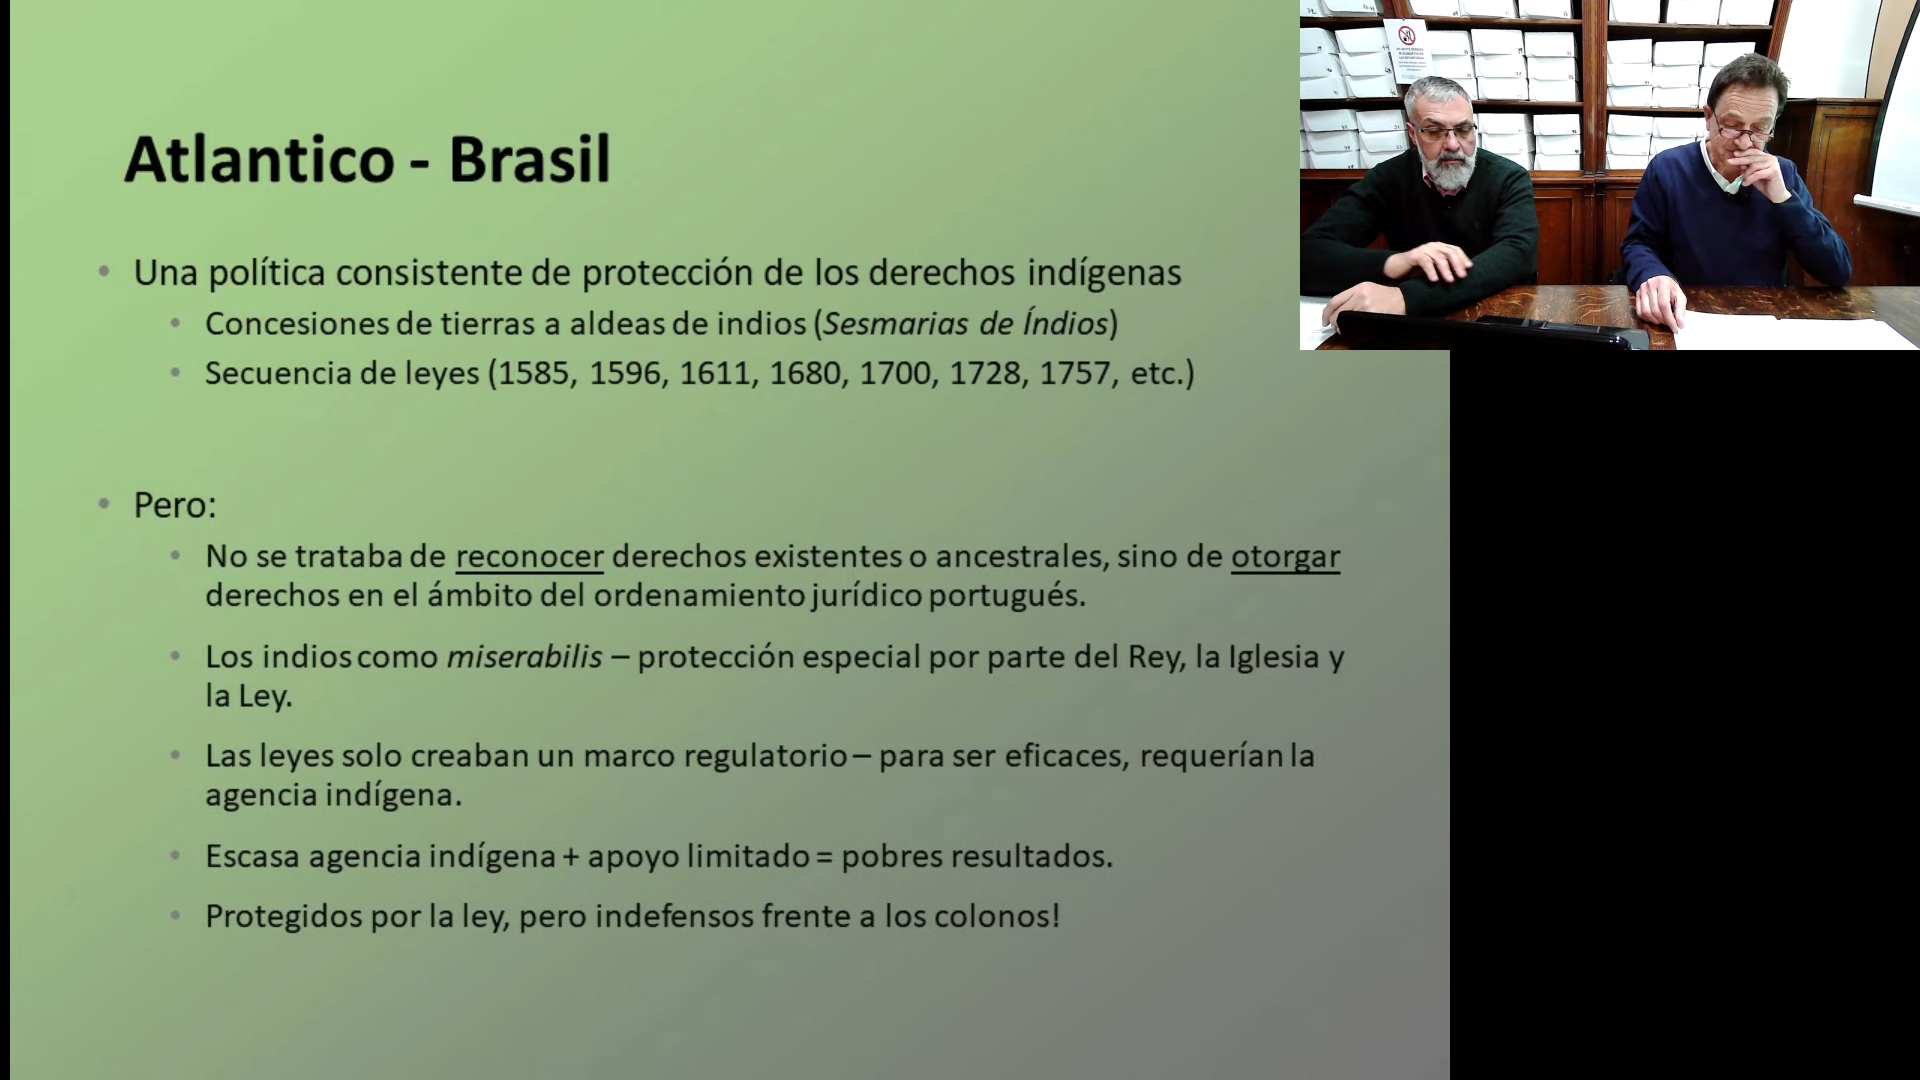 Atlantico - Brasil
• Una política consistente de protección de los derechos indígenas
• Concesiones de tierras a aldeas de indios (Sesmarias de Índios)
• Secuencia de leyes (1585, 1596, 1611, 1680, 1700, 1728, 1757, etc.)
• Pero:
• No se trataba de reconocer derechos existentes o ancestrales, sino de otorgar
derechos en el ámbito del ordenamiento jurídico portugués.
• Los indios como miserabilis – protección especial por parte del Rey, la Iglesia y
la Ley.
• Las leyes solo creaban un marco regulatorio – para ser eficaces, requerían la
agencia indígena.
• Escasa agencia indígena + apoyo limitado = pobres resultados.
• Protegidos por la ley, pero indefensos frente a los colonos!